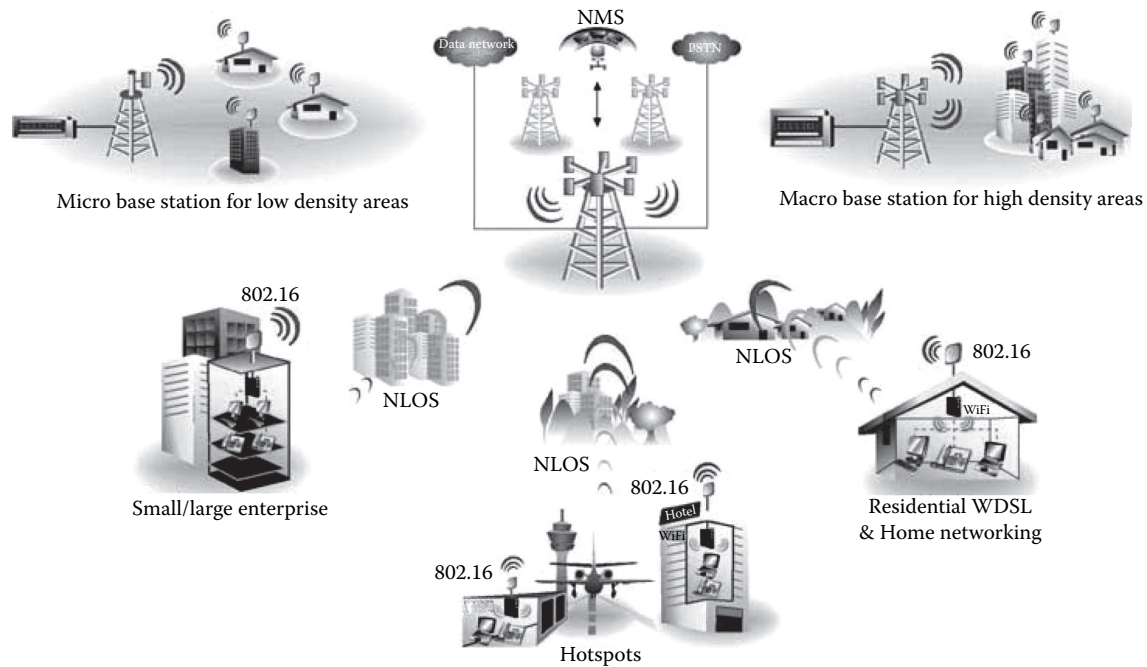 NMS
Data network
PSTN
Micro base station for low density areas
Macro base station for high density areas
802.16
NLOS
NLOS
802.16
WiFi
NLOS
Small/large enterprise
Residential WDSL
& Home networking
802.16
Hotel
WiFi
802.16
Hotspots